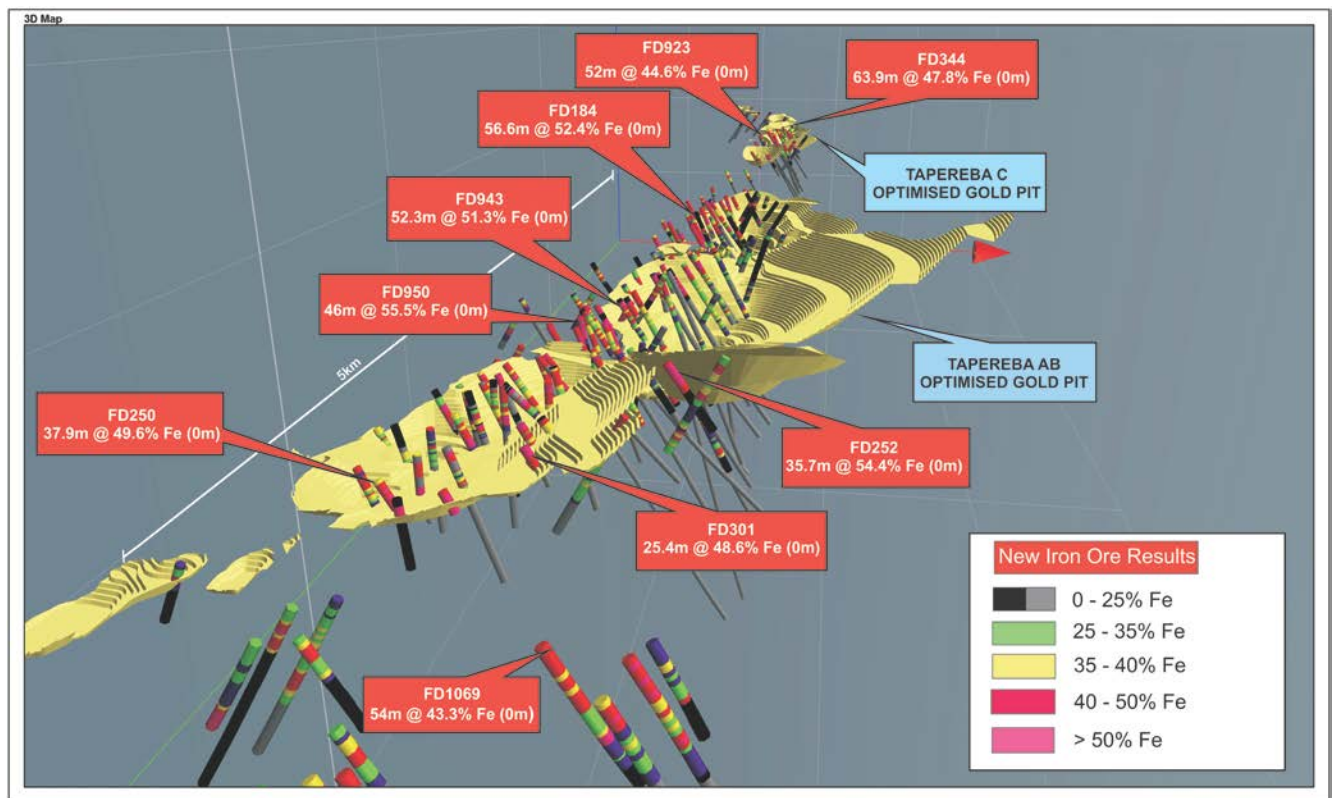 3D Map
FD923
52m @ 44.6% Fe (0m)
FD344
63.9m @ 47.8% Fe (0m)
FD184
56.6m @ 52.4% Fe (0m)
TAPEREBA C
OPTIMISED GOLD PIT
FD943
52.3m @ 51.3% Fe (0m)
FD950
46m @ 55.5% Fe (0m)
5km
TAPEREBA AB
OPTIMISED GOLD PIT
FD250
37.9m @ 49.6% Fe (0m)
FD252
35.7m @ 54.4% Fe (0m)
FD301
25.4m @ 48.6% Fe (0m)
FD1069
54m @ 43.3% Fe (0m)
New Iron Ore Results
0 - 25% Fe
25 - 35% Fe
35 - 40% Fe
40 - 50% Fe
> 50% Fe